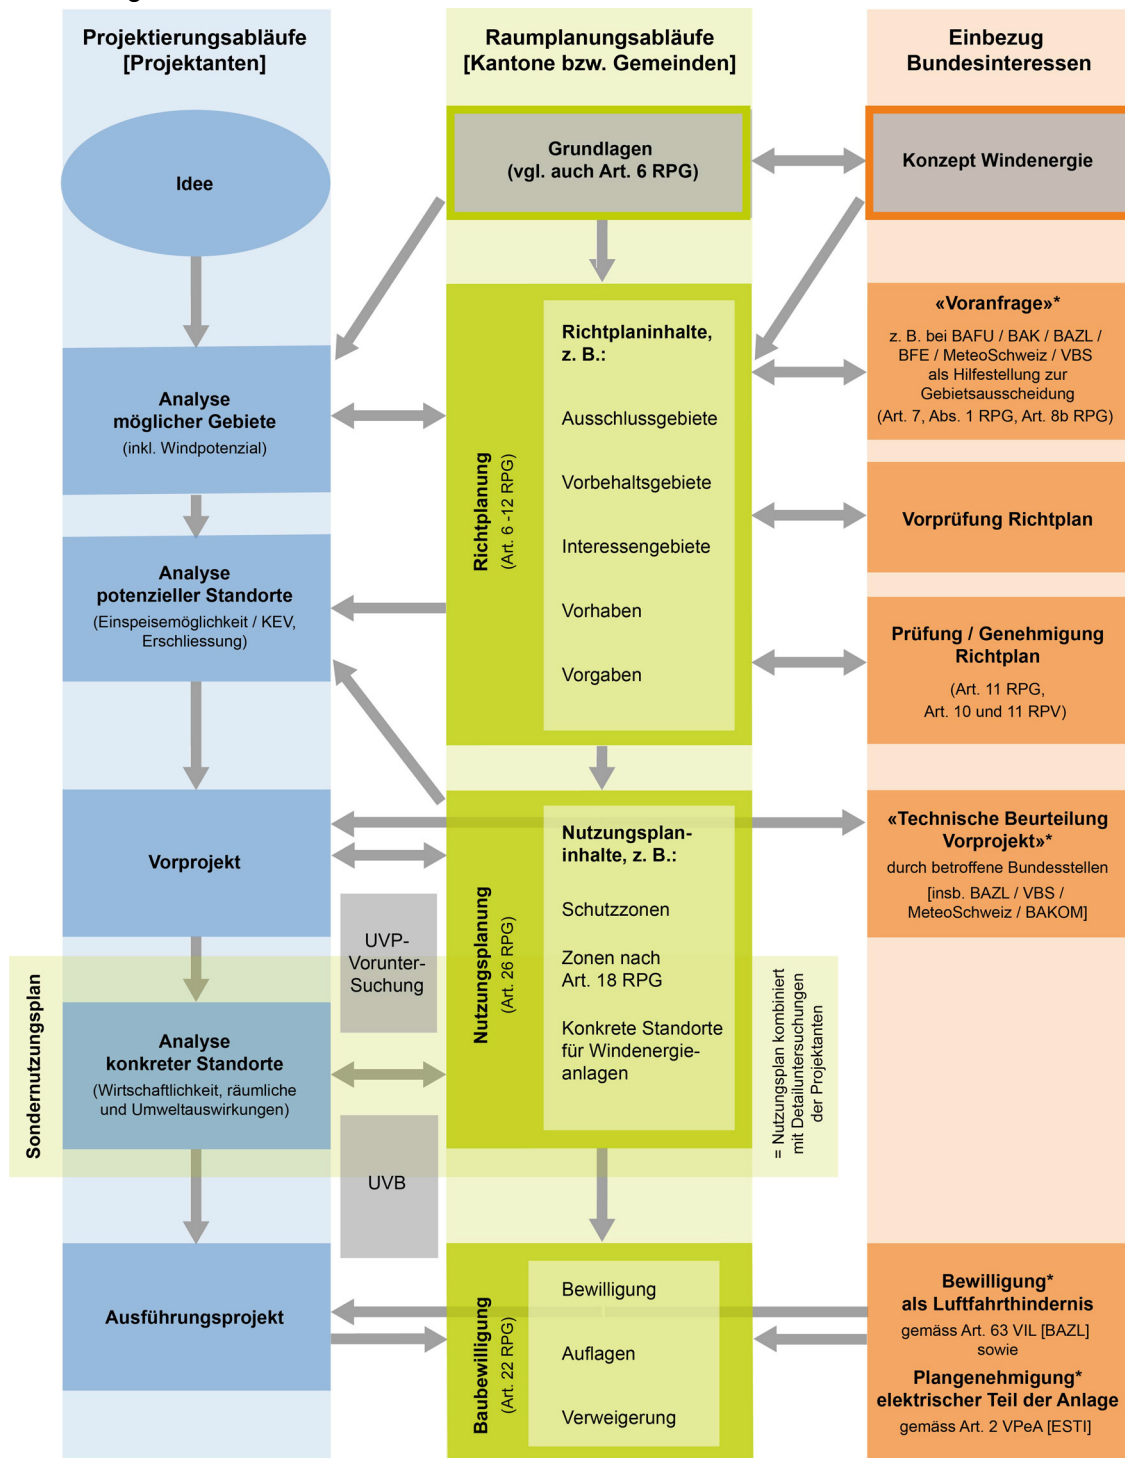 Projektierungsabläufe
[Projektanten]
Raumplanungsabläufe
[Kantone bzw. Gemeinden]
Einbezug
Bundesinteressen
Idee
Grundlagen
(vgl. auch Art. 6 RPG)
Konzept Windenergie
Analyse
möglicher Gebiete
(inkl. Windpotenzial)
Richtplanung
(Art. 6 -12 RPG)
Richtplaninhalte,
z. B.:
Ausschlussgebiete
Vorbehaltsgebiete
Interessengebiete
Vorhaben
Vorgaben
«Voranfrage»*
z. B. bei BAFU / BAK / BAZL /
BFE / MeteoSchweiz / VBS
als Hilfestellung zur
Gebietsausscheidung
(Art. 7, Abs. 1 RPG, Art. 8b RPG)
Vorprüfung Richtplan
Analyse
potenzieller Standorte
(Einspeisemöglichkeit / KEV,
Erschliessung)
Prüfung / Genehmigung
Richtplan
(Art. 11 RPG,
Art. 10 und 11 RPV)
Vorprojekt
Nutzungsplanung
(Art. 26 RPG)
Nutzungsplan-
inhalte, z. B.:
Schutzzonen
Zonen nach
Art. 18 RPG
Konkrete Standorte
für Windenergie-
anlagen
«Technische Beurteilung
Vorprojekt»*
durch betroffene Bundesstellen
[insb. BAZL / VBS /
MeteoSchweiz / BAKOM]
UVP-
Vorunter-
Suchung
Sondernutzungsplan
Analyse
konkreter Standorte
(Wirtschaftlichkeit, räumliche
und Umweltauswirkungen)
= Nutzungsplan kombiniert
mit Detailuntersuchungen
der Projektanten
UVB
Ausführungsprojekt
Baubewilligung
(Art. 22 RPG)
Bewilligung
Auflagen
Verweigerung
Bewilligung*
als Luftfahrthindernis
gemäss Art. 63 VIL [BAZL]
sowie
Plangenehmigung*
elektrischer Teil der Anlage
gemäss Art. 2 VPeA [ESTI]